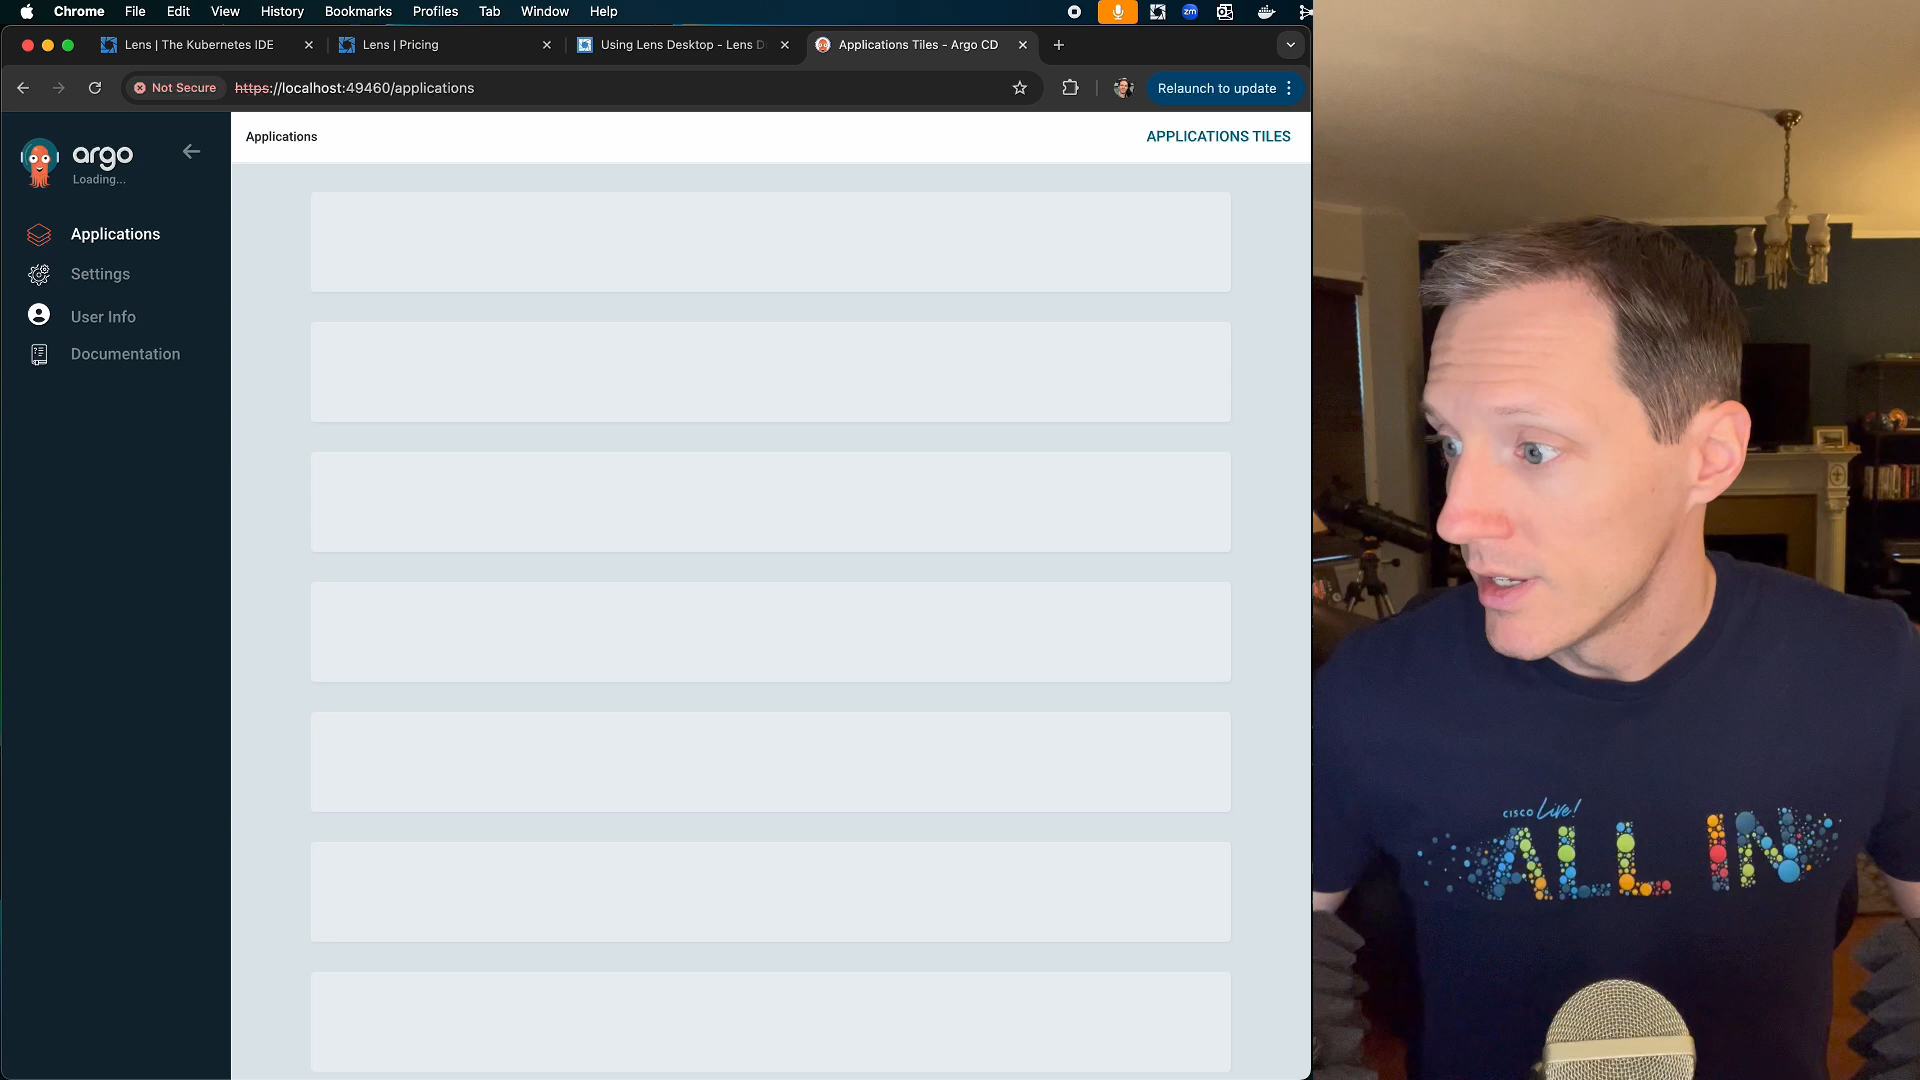 Chrome File Edit View History Bookmarks Profiles Tab Window Help
zm
Lens | The Kubernetes IDE
Lens | Pricing
Using Lens Desktop - Lens D
Applications Tiles - Argo CD
Not Secure
https://localhost:49460/applications
Relaunch to update
argo
Loading...
Applications
Settings
User Info
Documentation
Applications
APPLICATIONS TILES
CISCO Live!
ALL IN